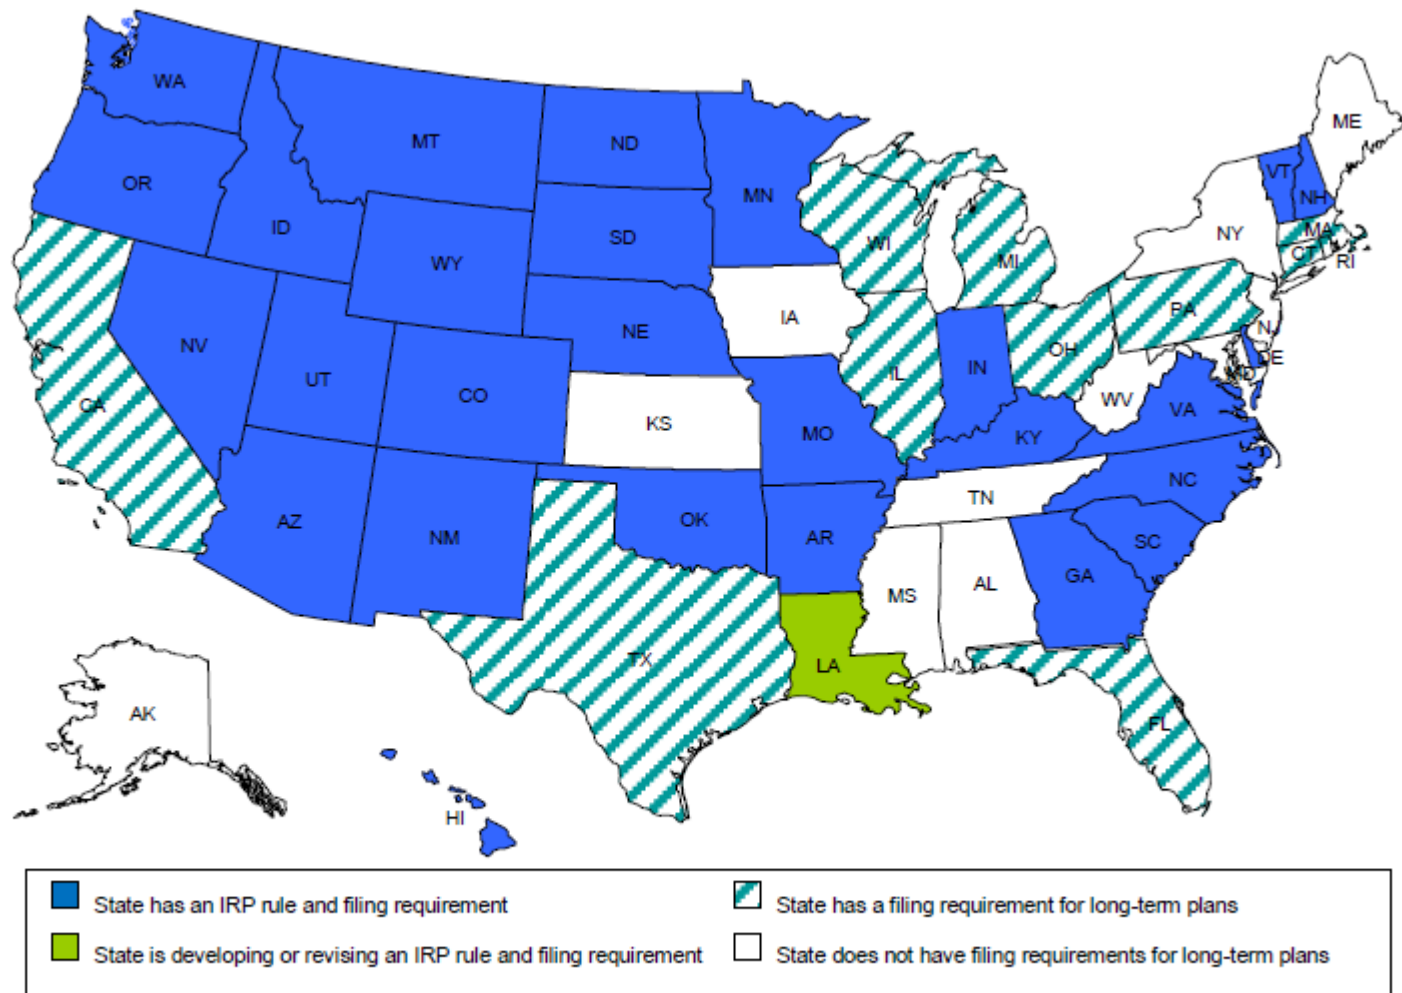 WA
MT
ND
ME
OR
MN
VT
NH
ID
SD
NY
MA
WI
CT
RI
WY
MI
IA
PA
NE
NJ
NV
OH
DE
UT
IN
IL
MD
CO
WV
CA
KS
MO
KY
VA
NC
TN
AZ
OK
NM
AR
SC
GA
MS
AL
TX
LA
AK
FL
HI
State has an IRP rule and filing requirement
State has a filing requirement for long-term plans
State is developing or revising an IRP rule and filing requirement
State does not have filing requirements for long-term plans